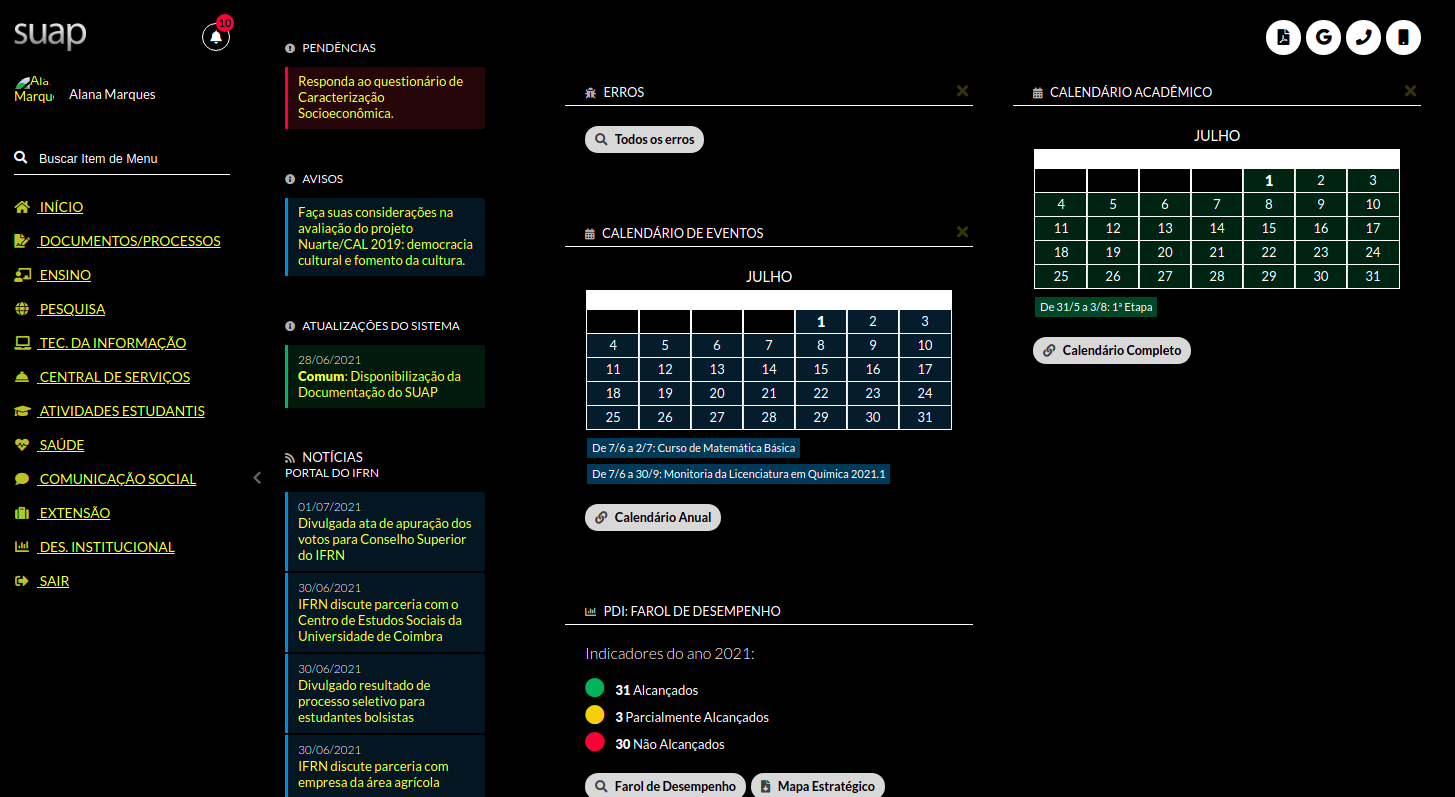 suap
10
Ala
Marque
Alana Marques
Buscar Item de Menu
INÍCIO
DOCUMENTOS/PROCESSOS
ENSINO
PESQUISA
TEC. DA INFORMAÇÃO
CENTRAL DE SERVIÇOS
ATIVIDADES ESTUDANTIS
SAÚDE
COMUNICAÇÃO SOCIAL
EXTENSÃO
DES. INSTITUCIONAL
SAIR
PENDÊNCIAS
Responda ao questionário de
Caracterização
Socioeconômica.
AVISOS
Faça suas considerações na
avaliação do projeto
Nuarte/CAL 2019: democracia
cultural e fomento da cultura.
ATUALIZAÇÕES DO SISTEMA
28/06/2021
Comum: Disponibilização da
Documentação do SUAP
NOTÍCIAS
PORTAL DO IFRN
01/07/2021
Divulgada ata de apuração dos
votos para Conselho Superior
do IFRN
30/06/2021
IFRN discute parceria com o
Centro de Estudos Sociais da
Universidade de Coimbra
30/06/2021
Divulgado resultado de
processo seletivo para
estudantes bolsistas
30/06/2021
IFRN discute parceria com
empresa da área agrícola
ERROS
Todos os erros
CALENDÁRIO DE EVENTOS
JULHO
1 2 3
4 5 6 7 8 9 10
11 12 13 14 15 16 17
18 19 20 21 22 23 24
25 26 27 28 29 30 31
De 7/6 a 2/7: Curso de Matemática Básica
De 7/6 a 30/9: Monitoria da Licenciatura em Química 2021.1
Calendário Anual
PDI: FAROL DE DESEMPENHO
Indicadores do ano 2021:
31 Alcançados
3 Parcialmente Alcançados
30 Não Alcançados
Farol de Desempenho
Mapa Estratégico
G
CALENDÁRIO ACADÊMICO
JULHO
1 2 3
4 5 6 7 8 9 10
11 12 13 14 15 16 17
18 19 20 21 22 23 24
25 26 27 28 29 30 31
De 31/5 a 3/8: 1ª Etapa
Calendário Completo